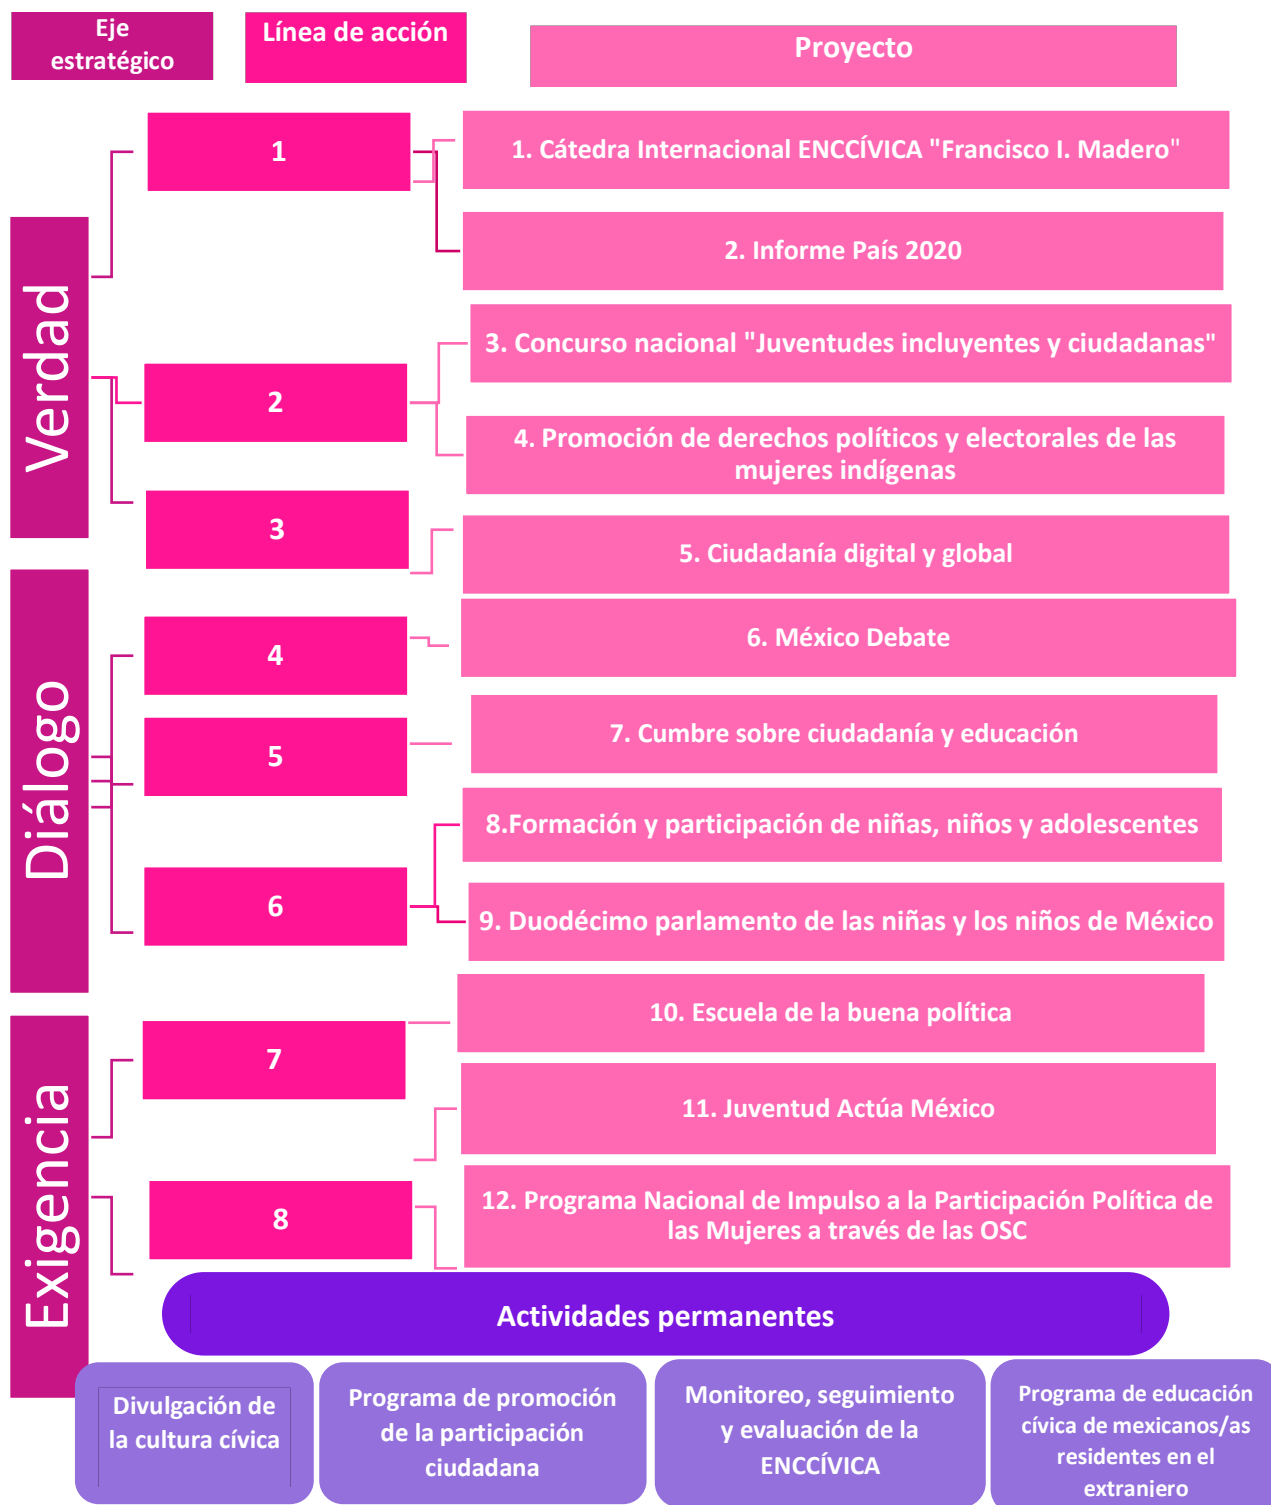 Eje
estratégico
Línea de acción
Proyecto
Verdad
1
1. Cátedra Internacional ENCCÍVICA "Francisco I. Madero"
2. Informe País 2020
2
3. Concurso nacional "Juventudes incluyentes y ciudadanas"
4. Promoción de derechos políticos y electorales de las
mujeres indígenas
3
5. Ciudadanía digital y global
Diálogo
4
6. México Debate
5
7. Cumbre sobre ciudadanía y educación
6
8.Formación y participación de niñas, niños y adolescentes
9. Duodécimo parlamento de las niñas y los niños de México
Exigencia
7
10. Escuela de la buena política
11. Juventud Actúa México
8
12. Programa Nacional de Impulso a la Participación Política de
las Mujeres a través de las OSC
Actividades permanentes
Divulgación de
la cultura cívica
Programa de promoción
de la participación
ciudadana
Monitoreo, seguimiento
y evaluación de la
ENCCÍVICA
Programa de educación
cívica de mexicanos/as
residentes en el
extranjero